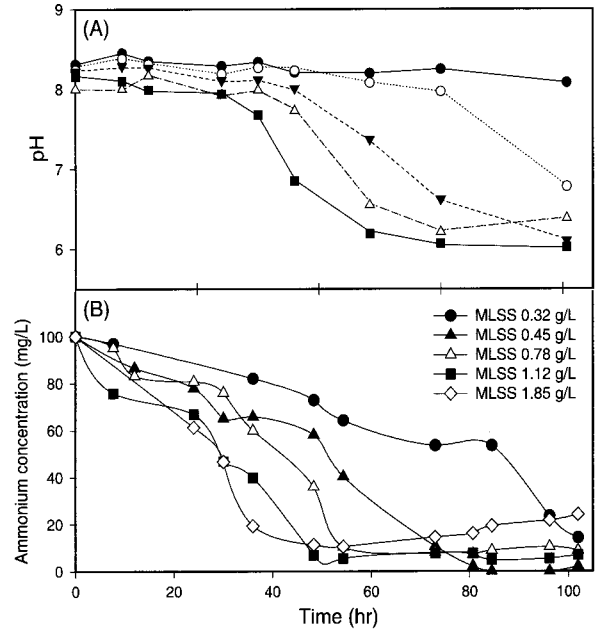 (A)
9
8
7
6
pH
(B)
MLSS 0.32 g/L
MLSS 0.45 g/L
MLSS 0.78 g/L
MLSS 1.12 g/L
MLSS 1.85 g/L
100
80
60
40
20
0
Ammonium concentration (mg/L)
0 20 40 60 80 100
Time (hr)